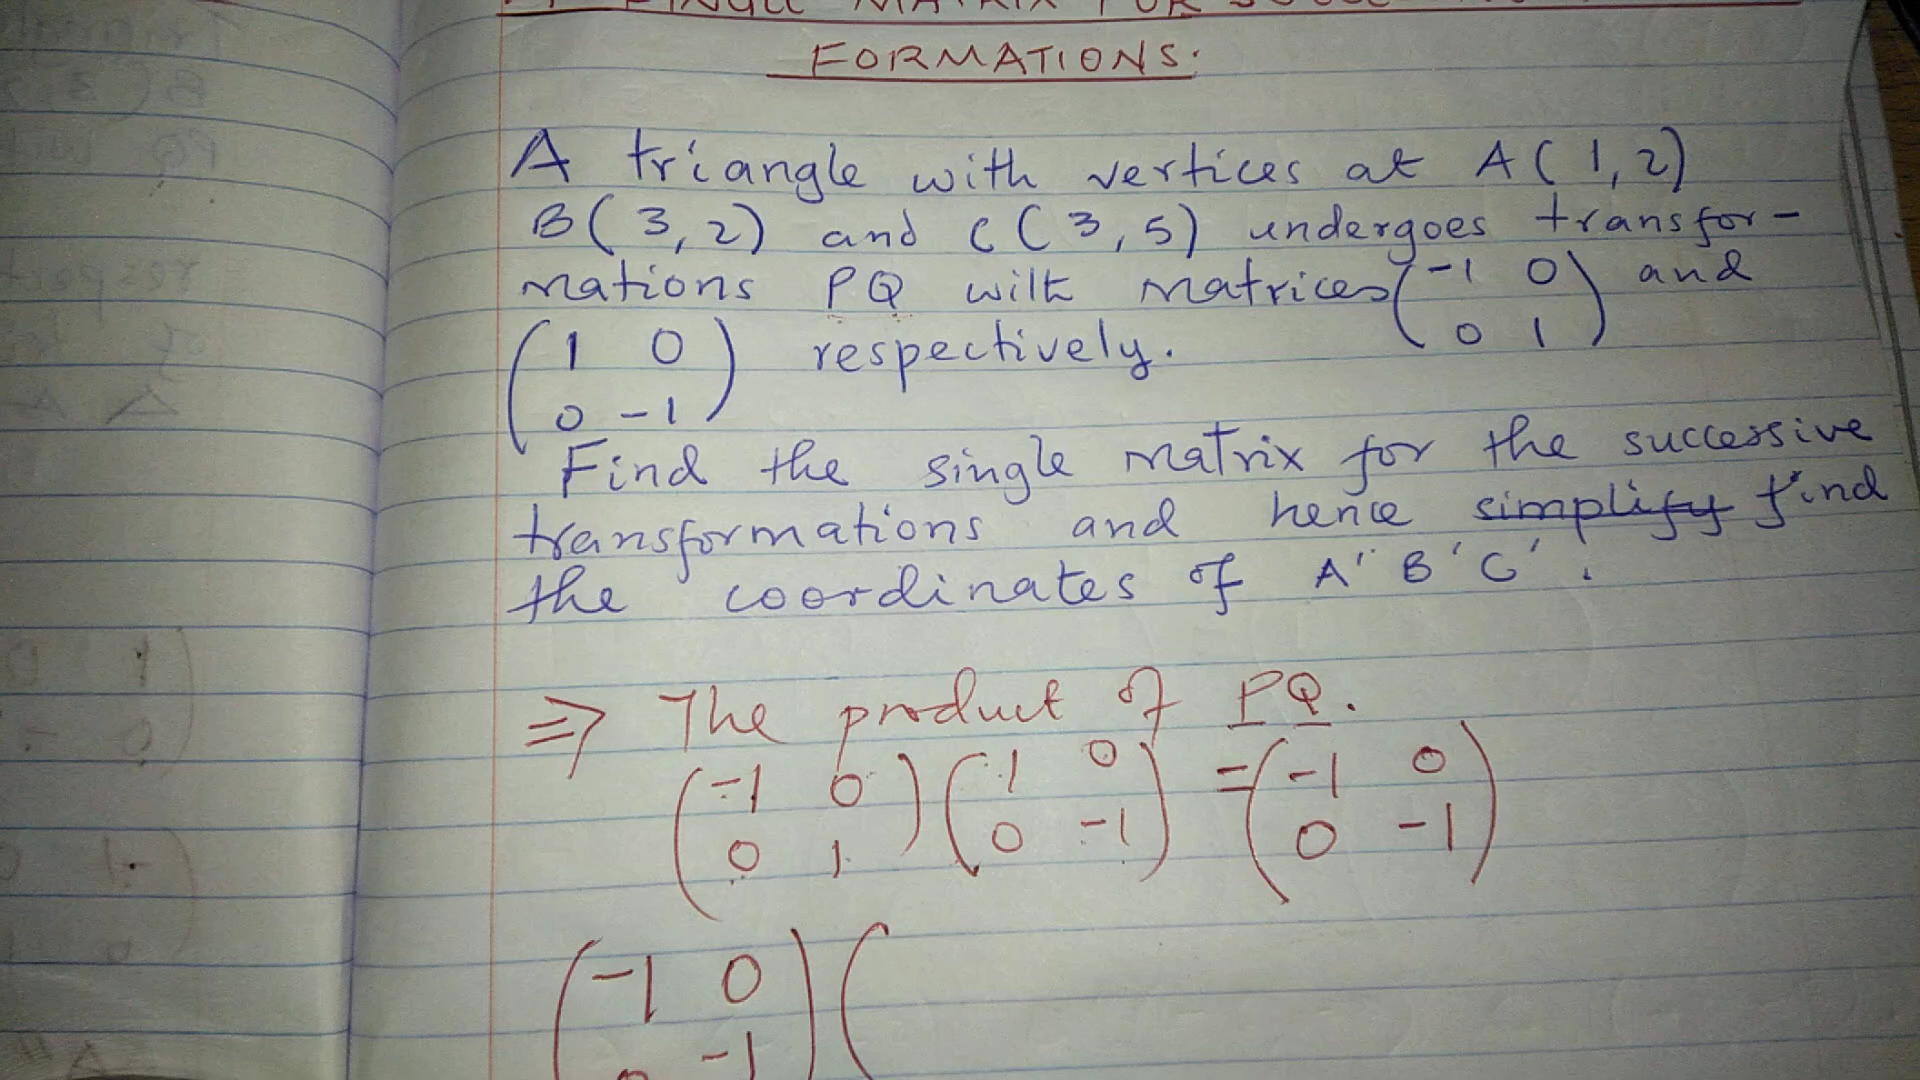 FORMATIONS.
A triangle with vertices at A(1,2)
B(3,2) and C(3,5) undergoes transfor-
mations PQ with matrices (-1 0 and
0 1)
(1 0 respectively.
0 -1)
Find the single matrix for the successive
transformations and hence simplify find
the coordinates of A' B' C'.
⇒ The product of PQ.
(-1 0 (1 0 = (-1 0
0 1) 0 -1) 0 -1)
(-1 0) (
0 -1